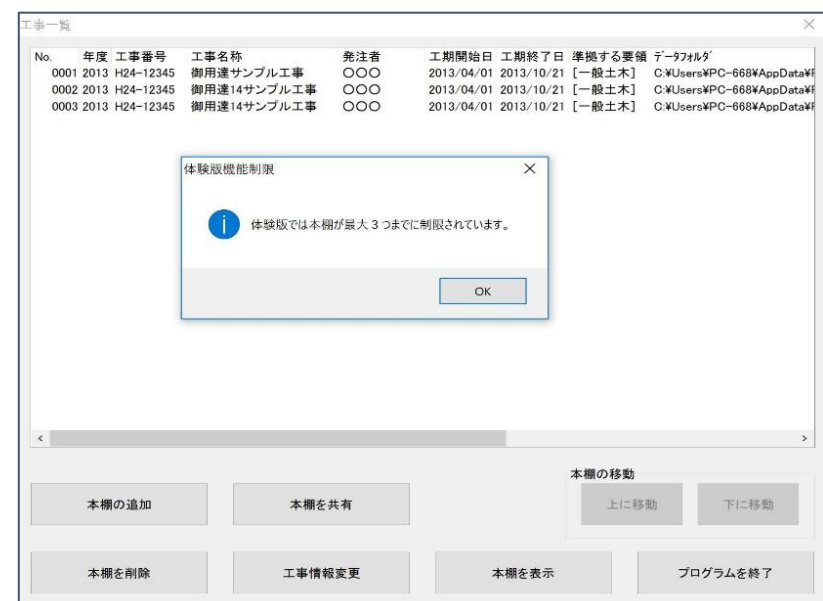 工事一覧
No. 年度 工事番号 工事名称 発注者 工期開始日 工期終了日 準拠する要領 データフォルダ
0001 2013 H24-12345 御用達サンプル工事 〇〇〇 2013/04/01 2013/10/21 [一般土木] C:¥Users¥PC-668¥AppData¥F
0002 2013 H24-12345 御用達14サンプル工事 〇〇〇 2013/04/01 2013/10/21 [一般土木] C:¥Users¥PC-668¥AppData¥F
0003 2013 H24-12345 御用達14サンプル工事 〇〇〇 2013/04/01 2013/10/21 [一般土木] C:¥Users¥PC-668¥AppData¥F
体験版機能制限
体験版では本棚が最大3つまでに制限されています。
OK
本棚の移動
本棚の追加 本棚を共有 上に移動 下に移動
本棚を削除 工事情報変更 本棚を表示 プログラムを終了